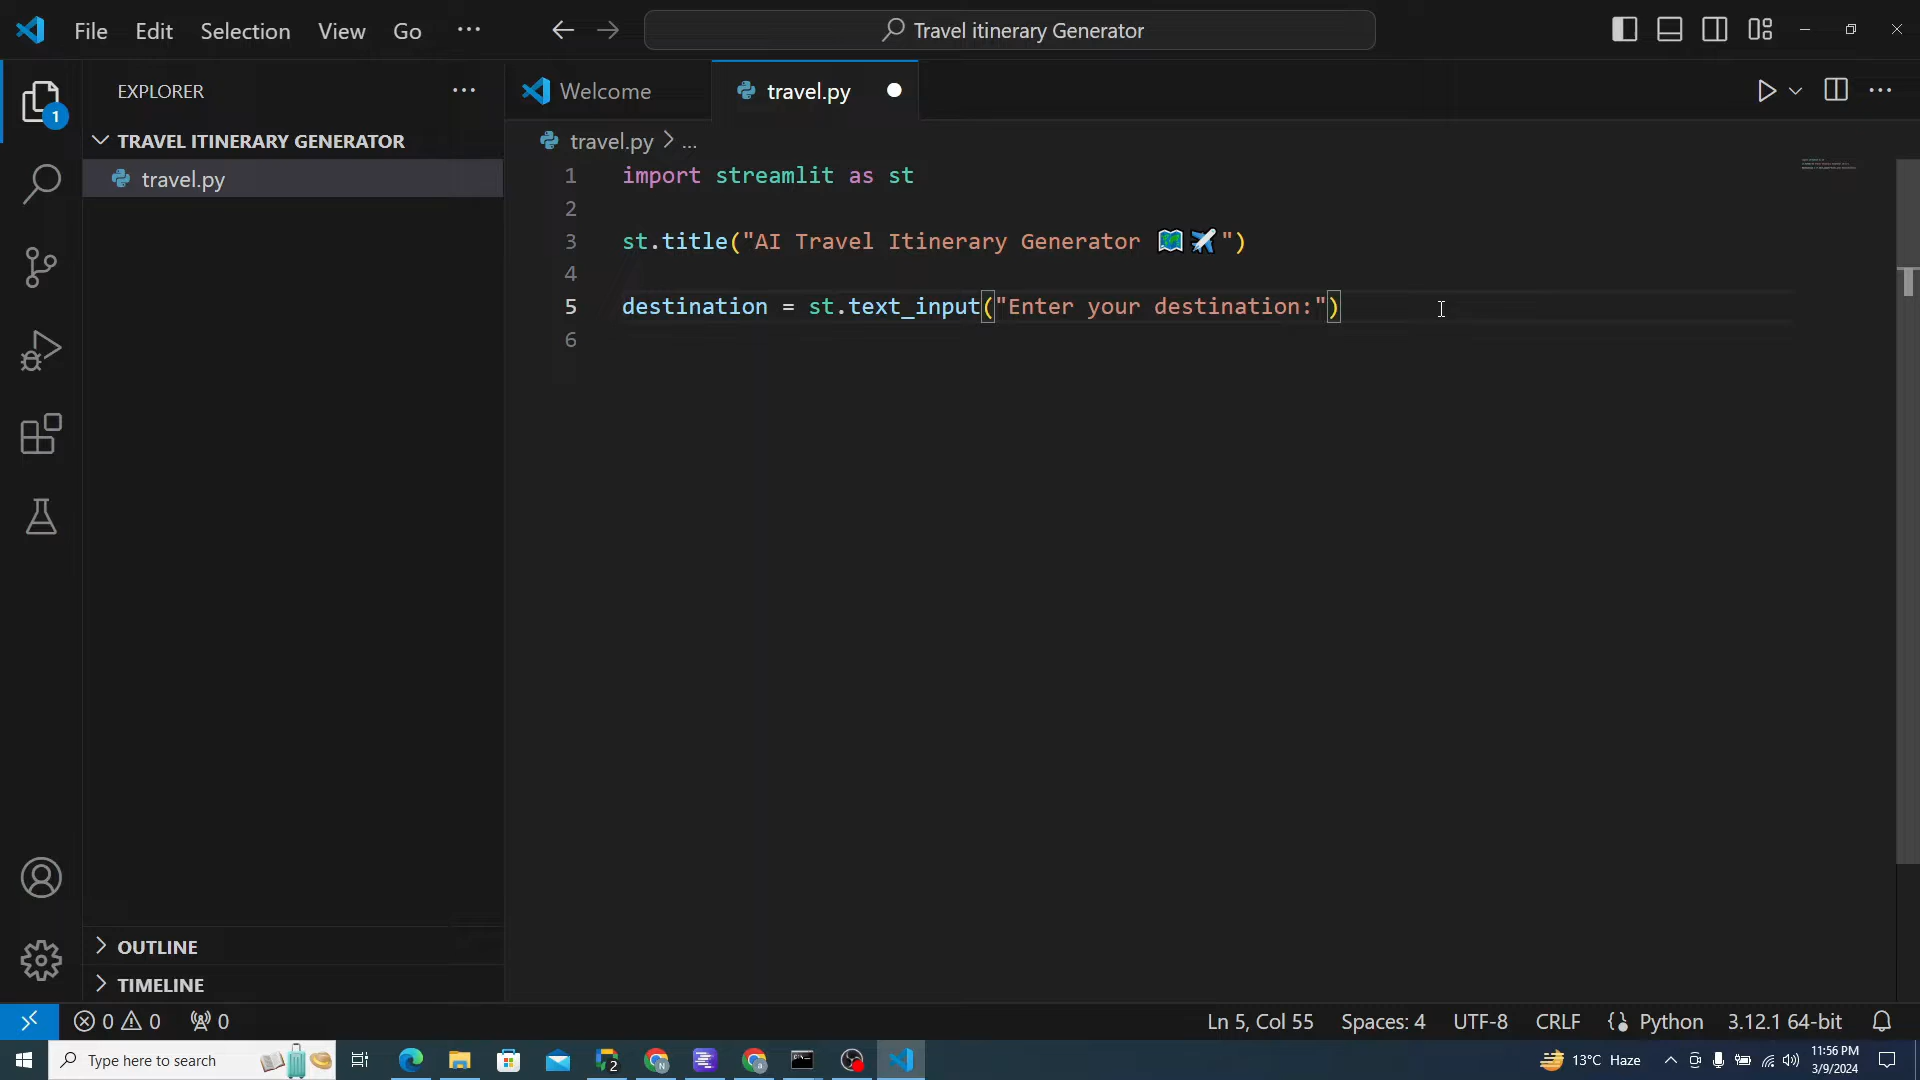 File Edit Selection View Go ··· Travel itinerary Generator
EXPLORER ···
Welcome travel.py
1
TRAVEL ITINERARY GENERATOR
travel.py
travel.py > ...
1 import streamlit as st
2
3 st.title("AI Travel Itinerary Generator 🗺️✈️")
4
5 destination = st.text_input("Enter your destination:")
6
OUTLINE
TIMELINE
0 0 0 Ln 5, Col 55 Spaces: 4 UTF-8 CRLF {} Python 3.12.1 64-bit
Type here to search 2 N a 13°C Haze 11:56 PM
3/9/2024